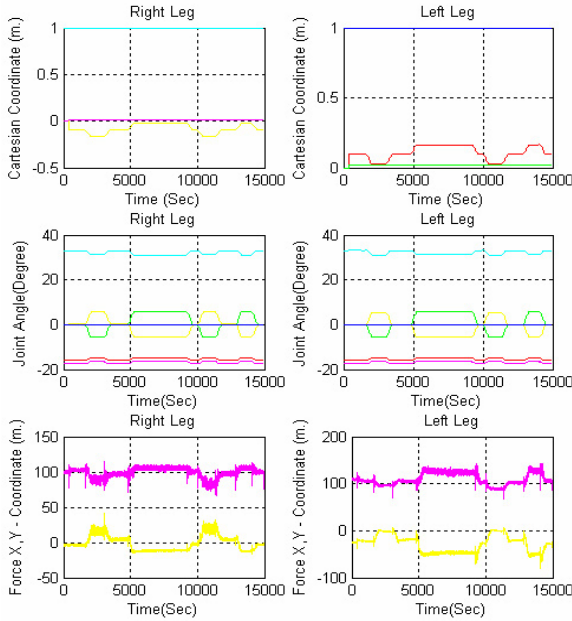 Right Leg
Left Leg
Cartesian Coordinate (m.)
1
0.5
0
-0.5
0
5000
10000
15000
Time (Sec)
Cartesian Coordinate (m.)
1
0.5
0
0
5000
10000
15000
Time (Sec)
Right Leg
Left Leg
Joint Angle(Degree)
40
20
0
-20
0
5000
10000
15000
Time(Sec)
Joint Angle(Degree)
40
20
0
-20
0
5000
10000
15000
Time(Sec)
Right Leg
Left Leg
Force X,Y - Coordinate (m.)
150
100
50
0
-50
0
5000
10000
15000
Time(Sec)
Force X,Y - Coordinate (m.)
200
100
0
-100
0
5000
10000
15000
Time(Sec)